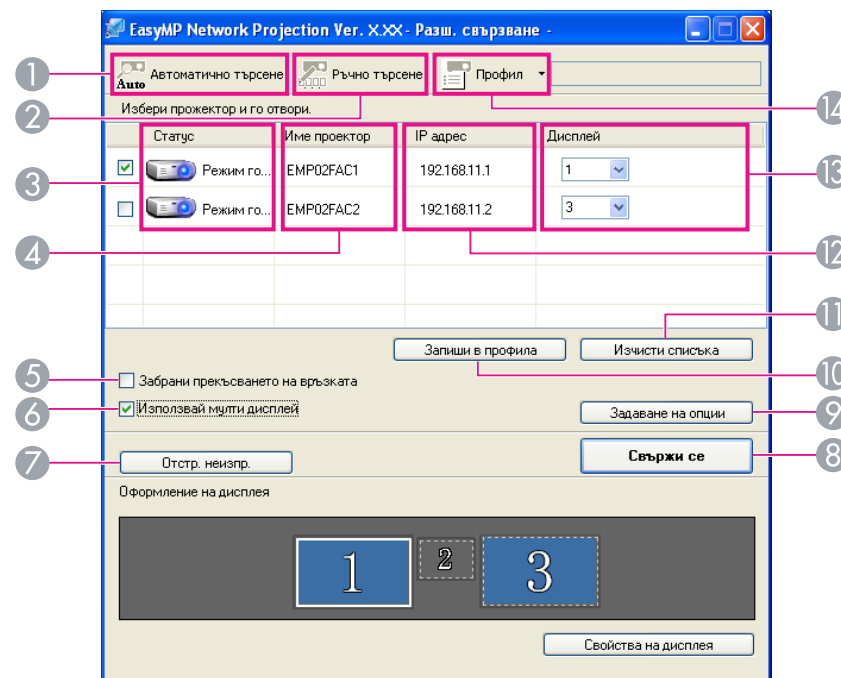 EasyMP Network Projection Ver. X.XX - Разш. свързване -
1 Auto Автоматично търсене Ръчно търсене Профил
2 Избери прожектор и го отвори. 14
Статус Име проектор IP адрес Дисплей
3 Режим го... EMP02FAC1 192.168.11.1 1 13
Режим го... EMP02FAC2 192.168.11.2 3
4 12
11
Запиши в профила Изчисти списъка
5 Забрани прекъсването на връзката 10
6 Използвай мулти дисплей Задаване на опции 9
7 Отстр. неизпр. Свържи се 8
Оформление на дисплея
1 2 3
Свойства на дисплея